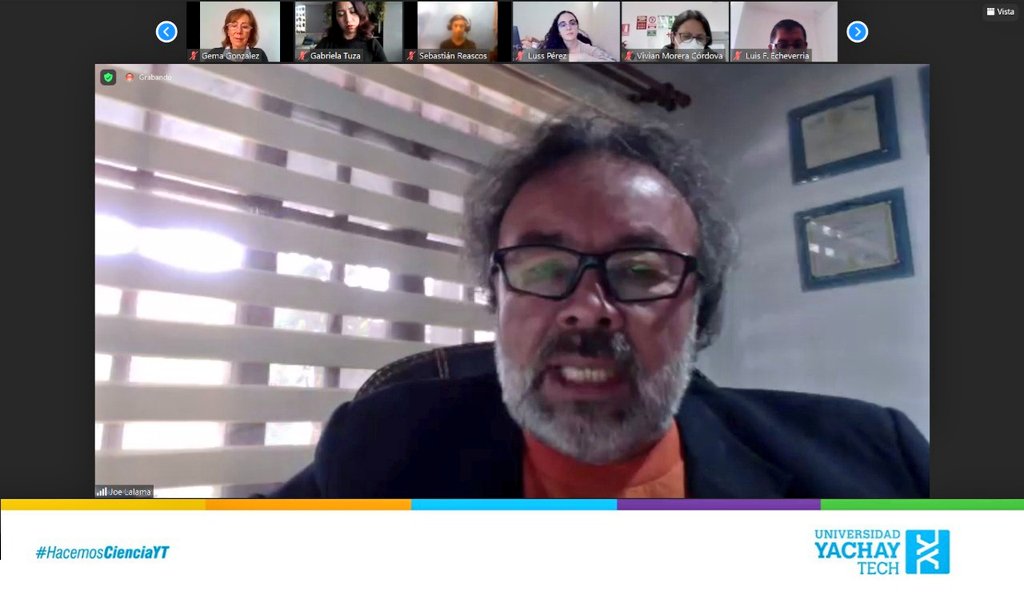 Vista
Gema González
Gabriela Tuza
Sebastián Reascos
Luss Pérez
Vivian Morera Córdova
Luis F. Echeverria
Grabando
Joe Lalama
#HacemosCienciaYT
UNIVERSIDAD
YACHAY
TECH